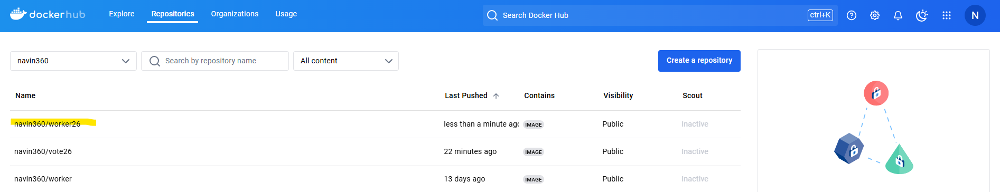 dockerhub Explore Repositories Organizations Usage Search Docker Hub ctrl+K ? N
navin360 Search by repository name All content Create a repository
Name Last Pushed Contains Visibility Scout
navin360/worker26 less than a minute ago IMAGE Public Inactive
navin360/vote26 22 minutes ago IMAGE Public Inactive
navin360/worker 13 days ago IMAGE Public Inactive